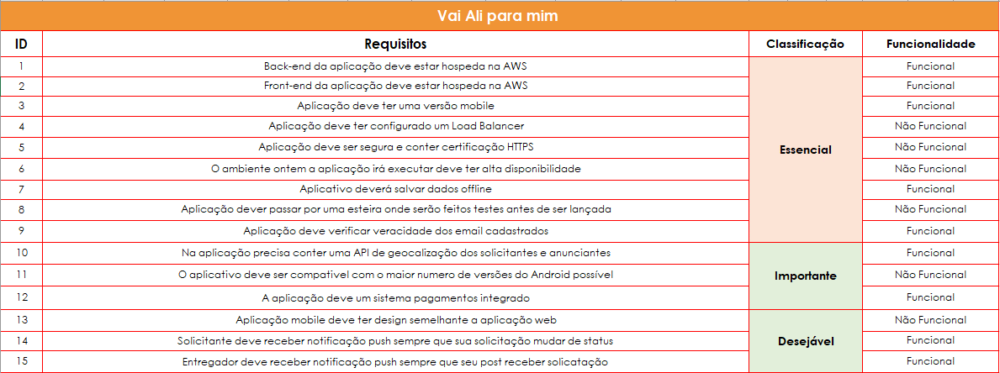 Vai Ali para mim
ID Requisitos Classificação Funcionalidade
1 Back-end da aplicação deve estar hospeda na AWS Funcional
2 Front-end da aplicação deve estar hospeda na AWS Funcional
3 Aplicação deve ter uma versão mobile Funcional
4 Aplicação deve ter configurado um Load Balancer Não Funcional
5 Aplicação deve ser segura e conter certificação HTTPS Essencial Não Funcional
6 O ambiente ontem a aplicação irá executar deve ter alta disponibilidade Não Funcional
7 Aplicativo deverá salvar dados offline Funcional
8 Aplicação dever passar por uma esteira onde serão feitos testes antes de ser lançada Não Funcional
9 Aplicação deve verificar veracidade dos email cadastrados Funcional
10 Na aplicação precisa conter uma API de geocalização dos solicitantes e anunciantes Funcional
11 O aplicativo deve ser compativel com o maior numero de versões do Android possível Importante Não Funcional
12 A aplicação deve um sistema pagamentos integrado Funcional
13 Aplicação mobile deve ter design semelhante a aplicação web Não Funcional
14 Solicitante deve receber notificação push sempre que sua solicitação mudar de status Desejável Funcional
15 Entregador deve receber notificação push sempre que seu post receber solicatação Funcional